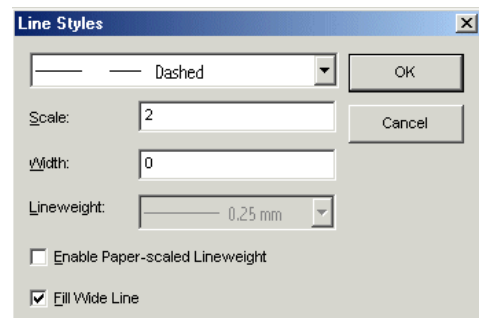 Line Styles
Dashed
OK
Scale:
2
Cancel
Width:
0
Lineweight:
0.25 mm
Enable Paper-scaled Lineweight
Fill Wide Line